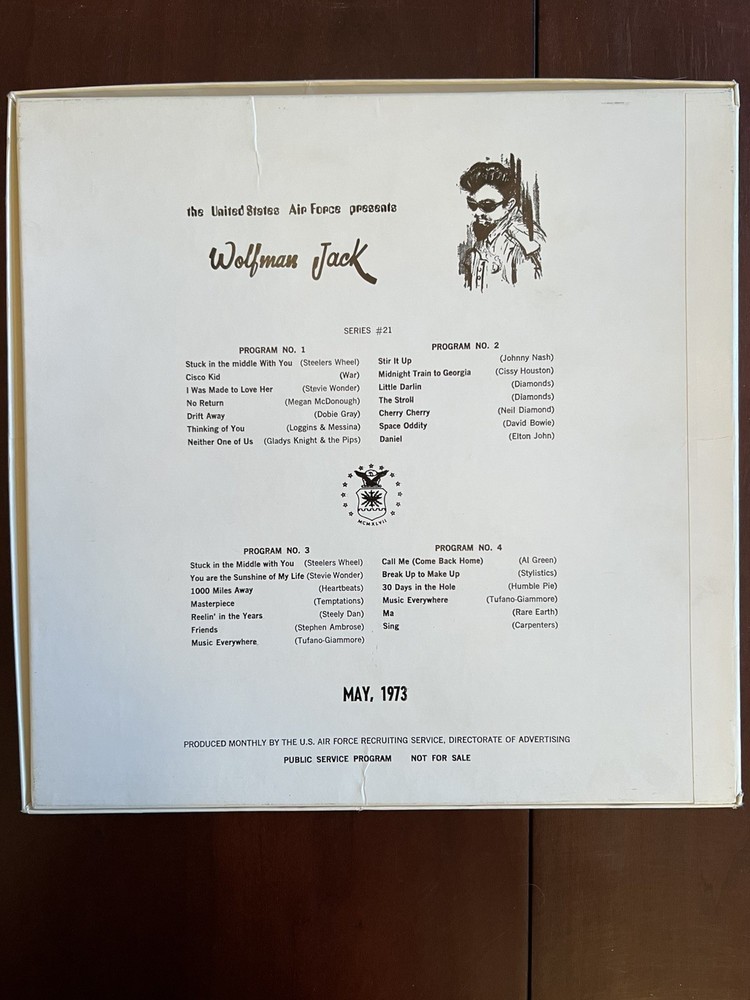 the United States Air Force presents
Wolfman Jack
SERIES #21
PROGRAM NO. 1
Stuck in the middle With You (Steelers Wheel)
Cisco Kid (War)
I Was Made to Love Her (Stevie Wonder)
No Return (Megan McDonough)
Drift Away (Dobie Gray)
Thinking of You (Loggins & Messina)
Neither One of Us (Gladys Knight & the Pips)
PROGRAM NO. 2
Stir It Up (Johnny Nash)
Midnight Train to Georgia (Cissy Houston)
Little Darlin (Diamonds)
The Stroll (Diamonds)
Cherry Cherry (Neil Diamond)
Space Oddity (David Bowie)
Daniel (Elton John)
MCMXLVII
PROGRAM NO. 3
Stuck in the Middle with You (Steelers Wheel)
You are the Sunshine of My Life (Stevie Wonder)
1000 Miles Away (Heartbeats)
Masterpiece (Temptations)
Reelin' in the Years (Steely Dan)
Friends (Stephen Ambrose)
Music Everywhere (Tufano-Giammore)
PROGRAM NO. 4
Call Me (Come Back Home) (Al Green)
Break Up to Make Up (Stylistics)
30 Days in the Hole (Humble Pie)
Music Everywhere (Tufano-Giammore)
Ma (Rare Earth)
Sing (Carpenters)
MAY, 1973
PRODUCED MONTHLY BY THE U.S. AIR FORCE RECRUITING SERVICE, DIRECTORATE OF ADVERTISING
PUBLIC SERVICE PROGRAM NOT FOR SALE